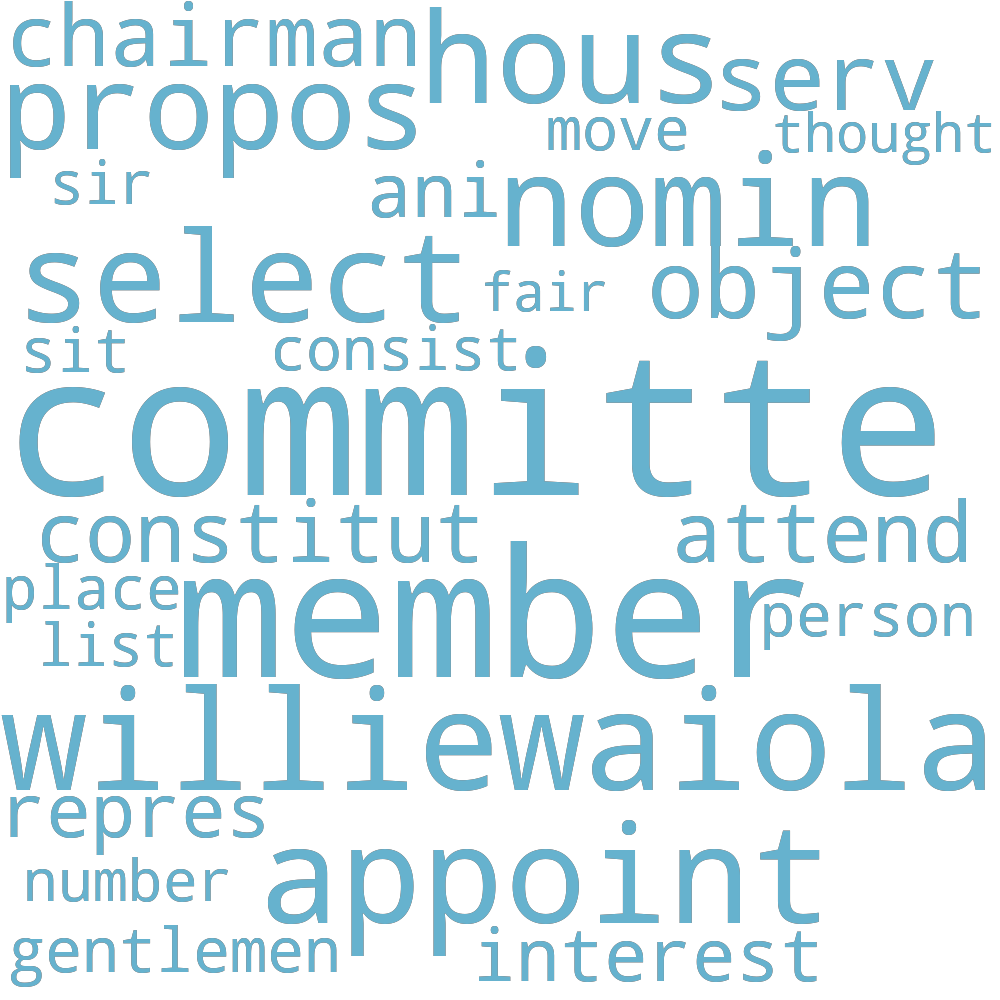 chairman hous serv
propos move thought
sir ani nomin
select fair object
sit consist
committe
constitut attend
place member person
list
williewaiola
repres
number appoint
gentlemen interest